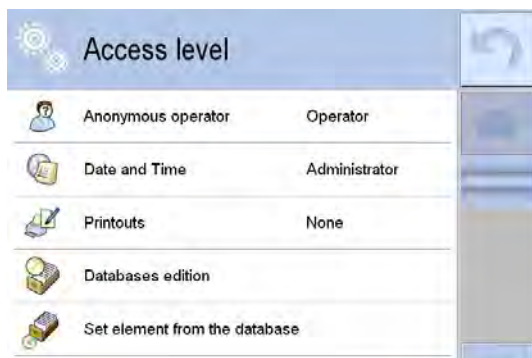 Access level
Anonymous operator Operator
Date and Time Administrator
Printouts None
Databases edition
Set element from the database